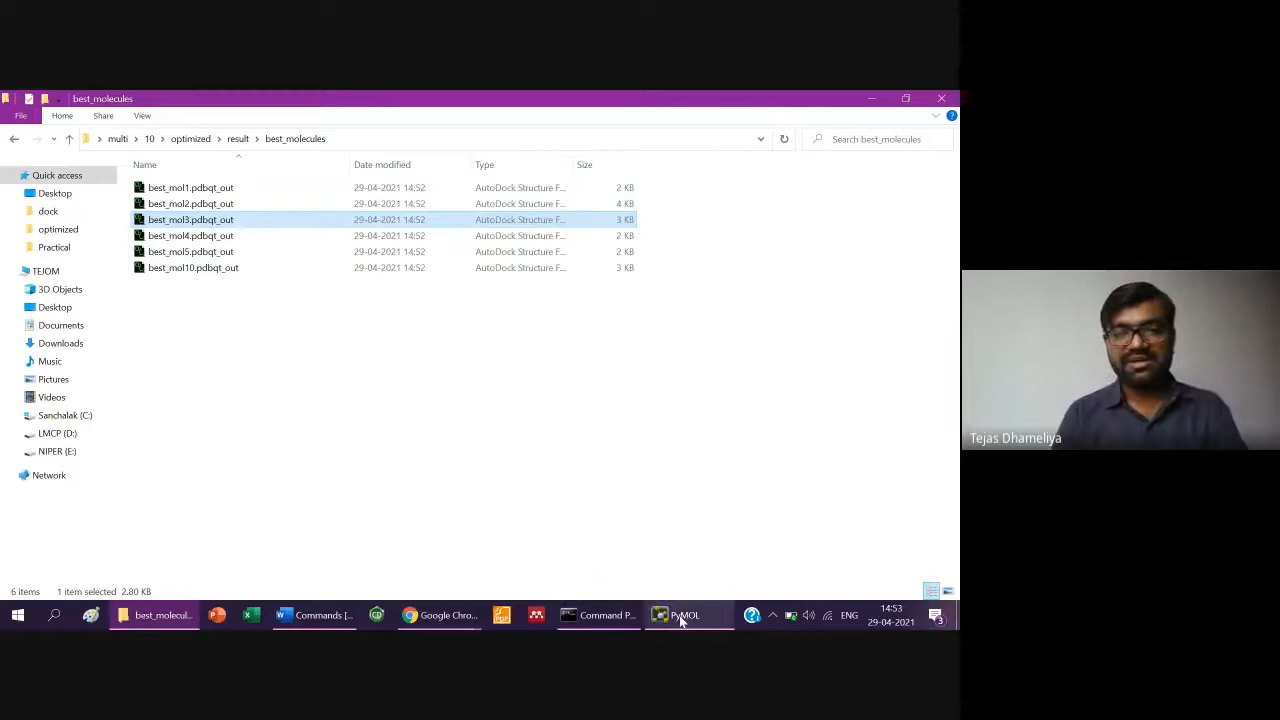 best_molecules
File Home Share View
multi 10 optimized result best_molecules
Search best_molecules
Name Date modified Type Size
Quick access
Desktop
dock
optimized
Practical
TEJOM
3D Objects
Desktop
Documents
Downloads
Music
Pictures
Videos
Sanchalak (C:)
LMCP (D:)
NIPER (E:)
Network
best_mol1.pdbqt_out 29-04-2021 14:52 AutoDock Structure F... 2 KB
best_mol2.pdbqt_out 29-04-2021 14:52 AutoDock Structure F... 4 KB
best_mol3.pdbqt_out 29-04-2021 14:52 AutoDock Structure F... 3 KB
best_mol4.pdbqt_out 29-04-2021 14:52 AutoDock Structure F... 2 KB
best_mol5.pdbqt_out 29-04-2021 14:52 AutoDock Structure F... 2 KB
best_mol10.pdbqt_out 29-04-2021 14:52 AutoDock Structure F... 3 KB
Tejas Dhameliya
6 items 1 item selected 2.80 KB
best_molecul... Commands [... Google Chro... Command P... PyMOL ENG 14:53
29-04-2021 3